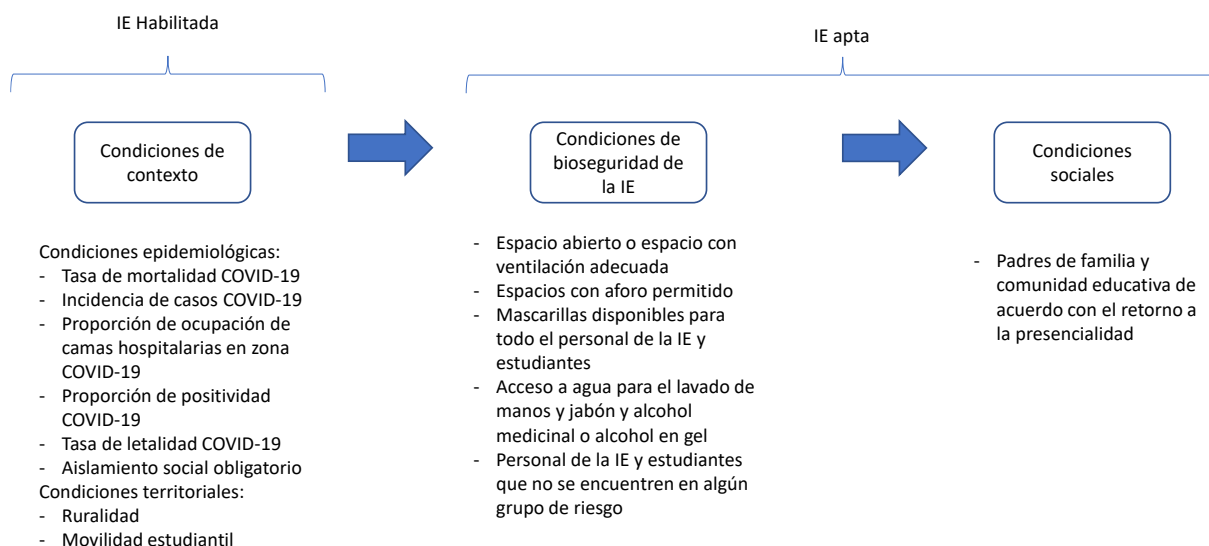 IE Habilitada
IE apta
Condiciones de
contexto
Condiciones de
bioseguridad de
la IE
Condiciones
sociales
Condiciones epidemiológicas:
- Tasa de mortalidad COVID-19
- Incidencia de casos COVID-19
- Proporción de ocupación de
camas hospitalarias en zona
COVID-19
- Proporción de positividad
COVID-19
- Tasa de letalidad COVID-19
- Aislamiento social obligatorio
Condiciones territoriales:
- Ruralidad
- Movilidad estudiantil
- Espacio abierto o espacio con
ventilación adecuada
- Espacios con aforo permitido
- Mascarillas disponibles para
todo el personal de la IE y
estudiantes
- Acceso a agua para el lavado de
manos y jabón y alcohol
medicinal o alcohol en gel
- Personal de la IE y estudiantes
que no se encuentren en algún
grupo de riesgo
- Padres de familia y
comunidad educativa de
acuerdo con el retorno a
la presencialidad